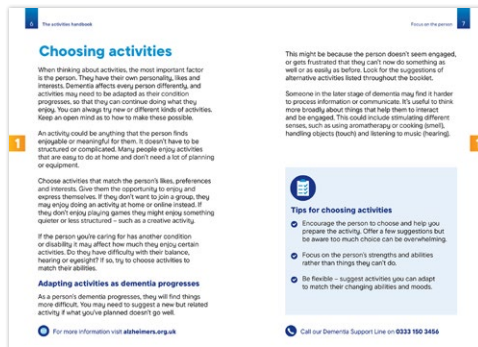 6
The activities handbook
Choosing activities
When thinking about activities, the most important factor
is the person. They have their own personality, likes and
interests. Dementia affects every person differently, and
activities may need to be adapted as their condition
progresses, so that they can continue doing what they
enjoy. You can always try new or different kinds of activities.
Keep an open mind as to how to make these possible.
An activity could be anything that the person finds
enjoyable or meaningful for them. It doesn't have to be
structured or complicated. Many people enjoy activities
that are easy to do at home and don't need a lot of planning
or equipment.
Choose activities that match the person's likes, preferences
and interests. Give them the opportunity to enjoy and
express themselves. If they don't want to join a group, they
may enjoy doing an activity at home or online instead. If
they don't enjoy playing games they might enjoy something
quieter or less structured – such as a creative activity.
If the person you're caring for has another condition
or disability it may affect how much they enjoy certain
activities. Do they have difficulty with their balance,
hearing or eyesight? If so, try to choose activities to
match their abilities.
Adapting activities as dementia progresses
As a person's dementia progresses, they will find things
more difficult. You may need to suggest a new but related
activity if what you've planned doesn't go well.
For more information visit alzheimers.org.uk
1
Focus on the person
7
This might be because the person doesn't seem engaged,
or gets frustrated that they can't now do something as
well or as easily as before. Look for the suggestions of
alternative activities listed throughout the booklet.
Someone in the later stage of dementia may find it harder
to process information or communicate. It's useful to think
more broadly about things that help them to interact
and be engaged. This could include stimulating different
senses, such as using aromatherapy or cooking (smell),
handling objects (touch) and listening to music (hearing).
Tips for choosing activities
Encourage the person to choose and help you
prepare the activity. Offer a few suggestions but
be aware too much choice can be overwhelming.
Focus on the person's strengths and abilities
rather than things they can't do.
Be flexible – suggest activities you can adapt
to match their changing abilities and moods.
Call our Dementia Support Line on 0333 150 3456
1